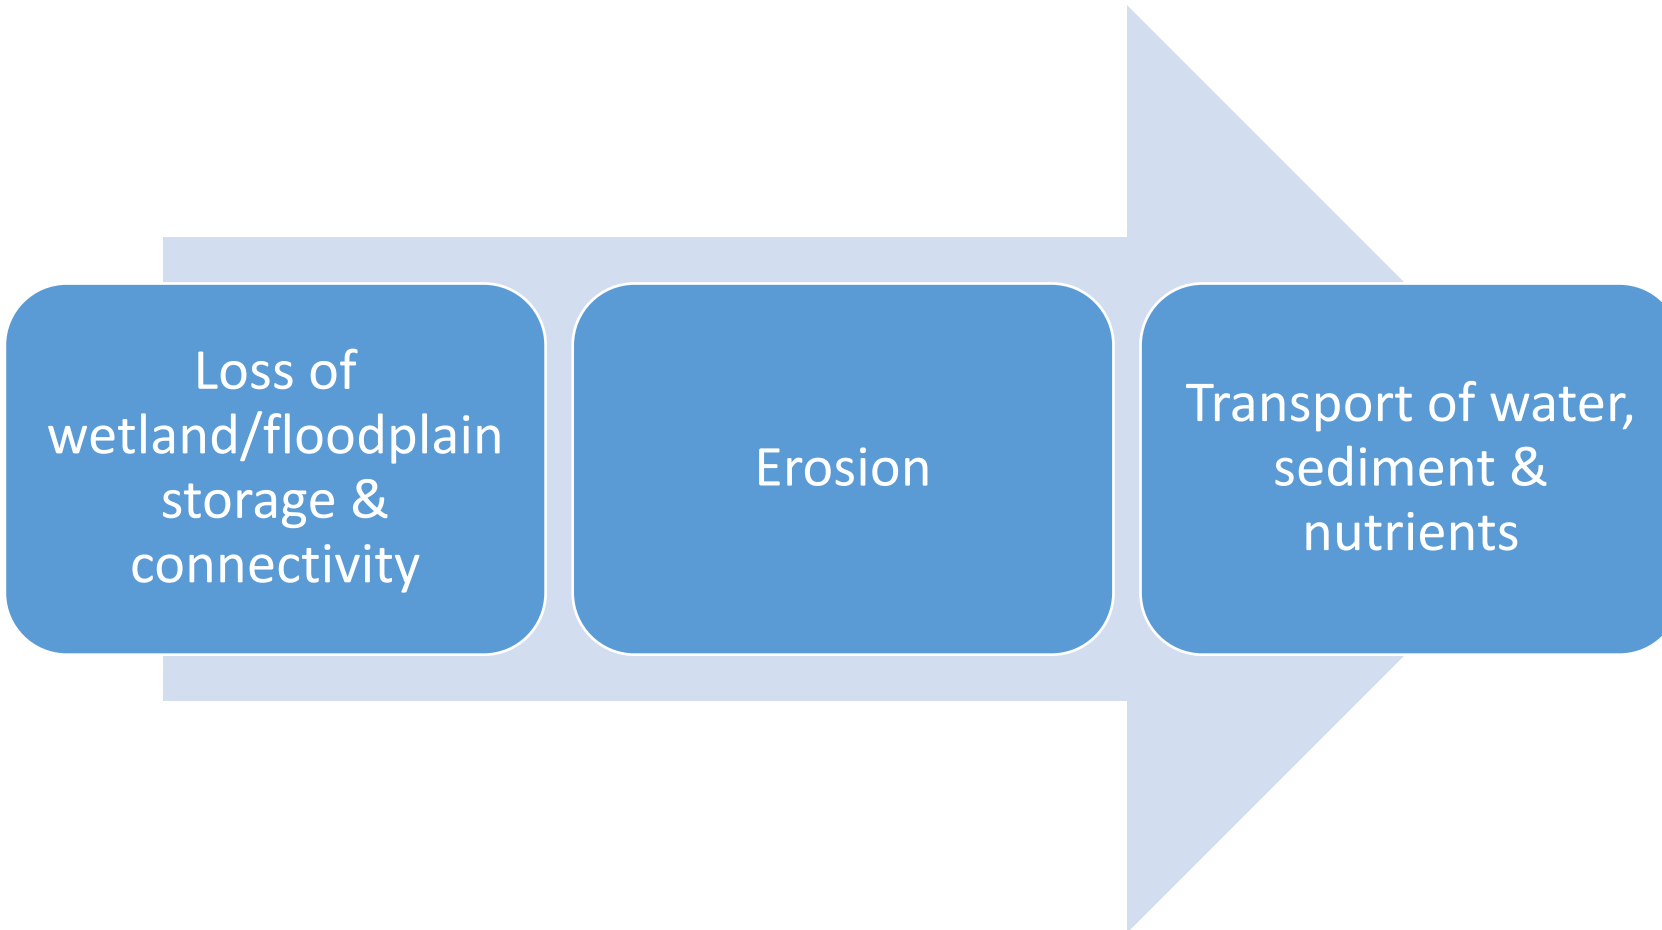 Loss of
wetland/floodplain
storage &
connectivity
Erosion
Transport of water,
sediment &
nutrients